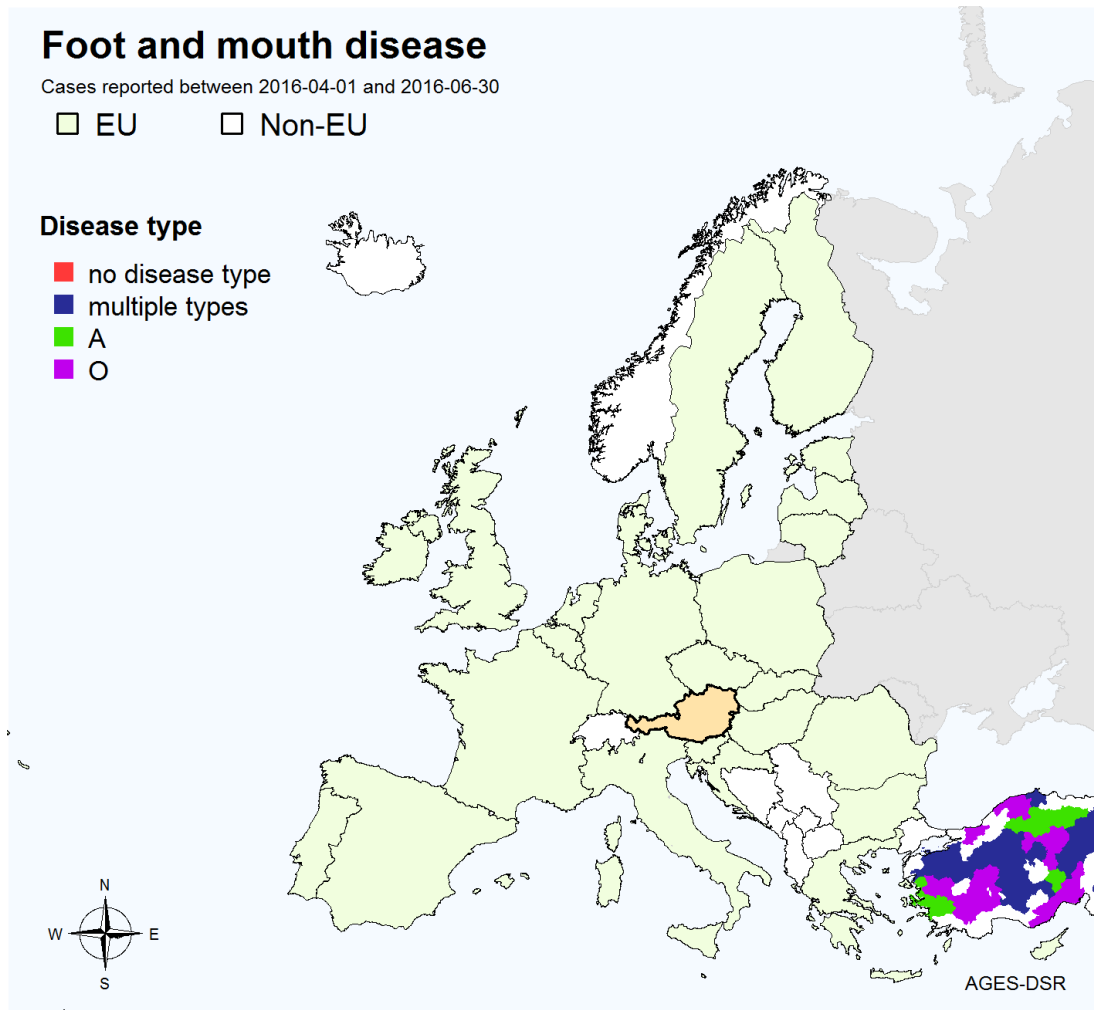 Foot and mouth disease
Cases reported between 2016-04-01 and 2016-06-30
EU Non-EU
Disease type
no disease type
multiple types
A
O
N
W E
S
AGES-DSR